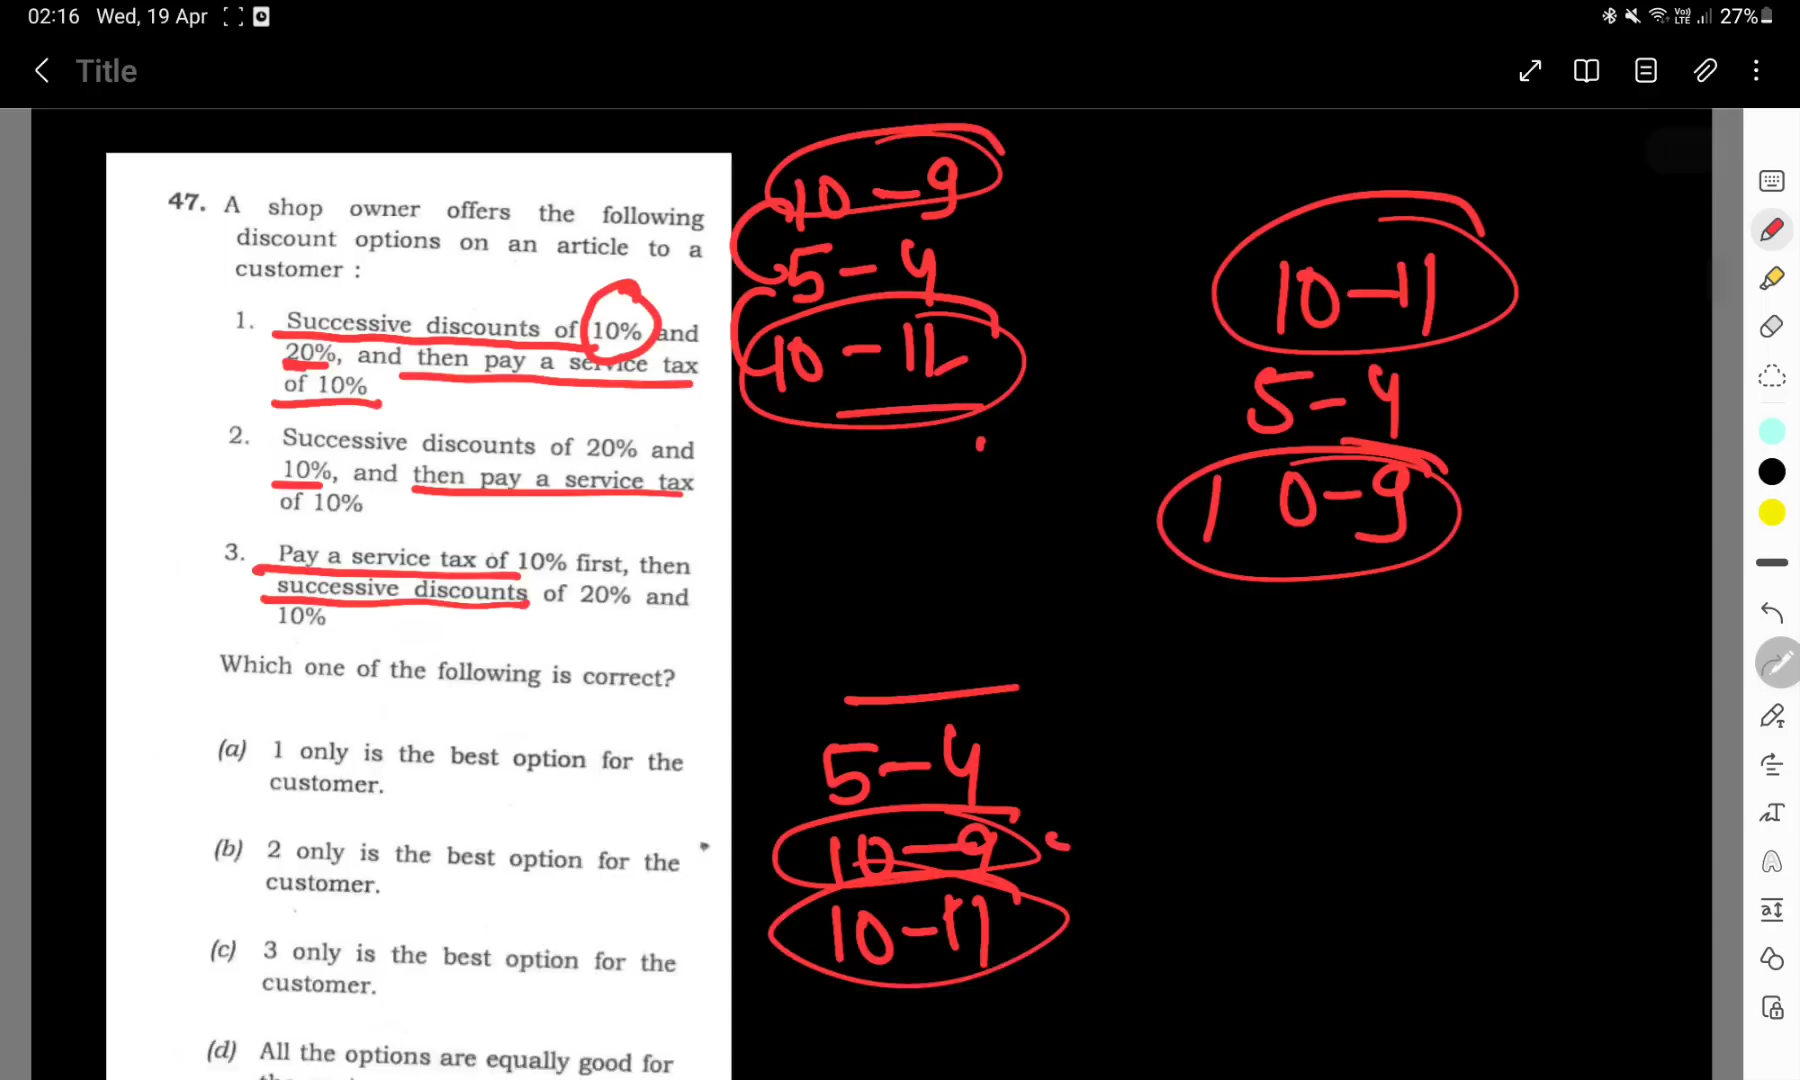 02:16 Wed, 19 Apr
27%
Title
47. A shop owner offers the following
discount options on an article to a
customer :
1. Successive discounts of 10% and
20%, and then pay a service tax
of 10%
2. Successive discounts of 20% and
10%, and then pay a service tax
of 10%
3. Pay a service tax of 10% first, then
successive discounts of 20% and
10%
Which one of the following is correct?
(a) 1 only is the best option for the
customer.
(b) 2 only is the best option for the
customer.
(c) 3 only is the best option for the
customer.
(d) All the options are equally good for
10 – 9
5 – 4
10 – 11
10 – 11
5 – 4
10 – 9
5 – 4
10 – 9
10 – 11